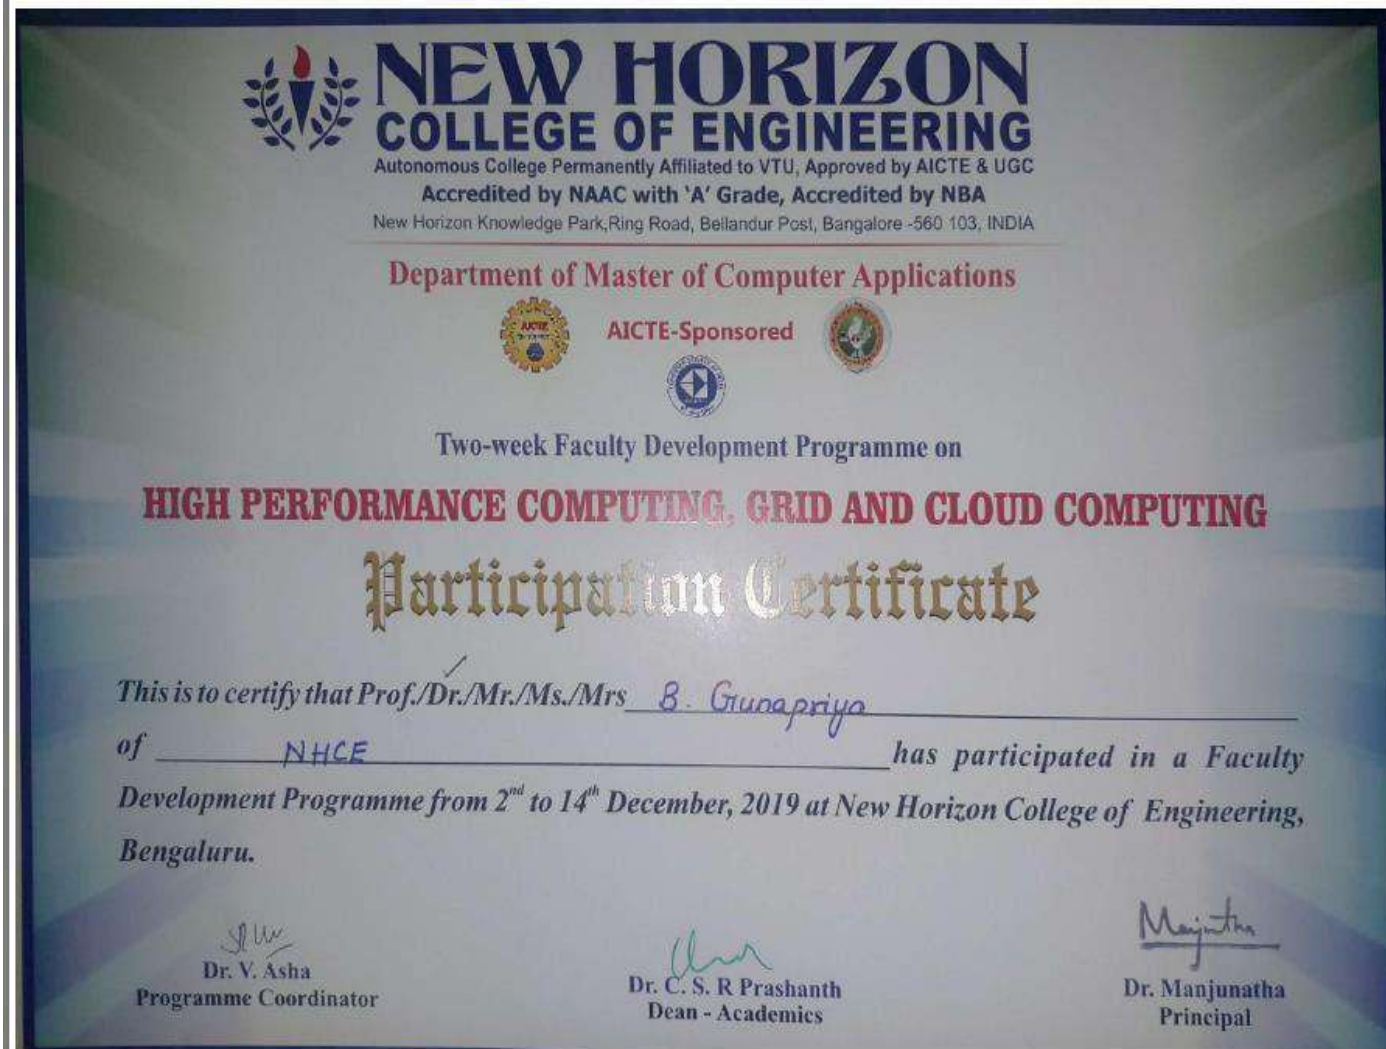 NEW HORIZON
COLLEGE OF ENGINEERING
Autonomous College Permanently Affiliated to VTU, Approved by AICTE & UGC
Accredited by NAAC with 'A' Grade, Accredited by NBA
New Horizon Knowledge Park,Ring Road, Bellandur Post, Bangalore -560 103, INDIA
Department of Master of Computer Applications
AICTE
AICTE-Sponsored
Two-week Faculty Development Programme on
HIGH PERFORMANCE COMPUTING, GRID AND CLOUD COMPUTING
Participation Certificate
This is to certify that Prof./Dr./Mr./Ms./Mrs B. Gunapriya
of NHCE has participated in a Faculty
Development Programme from 2nd to 14th December, 2019 at New Horizon College of Engineering,
Bengaluru.
Manjuntha
Dr. V. Asha
Programme Coordinator
Dr. C. S. R Prashanth
Dean - Academics
Dr. Manjunatha
Principal